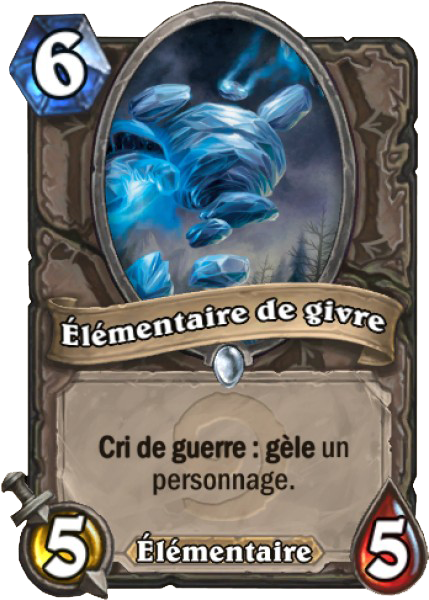 6
Élémentaire de givre
Cri de guerre : gèle un
personnage.
5
Élémentaire
5